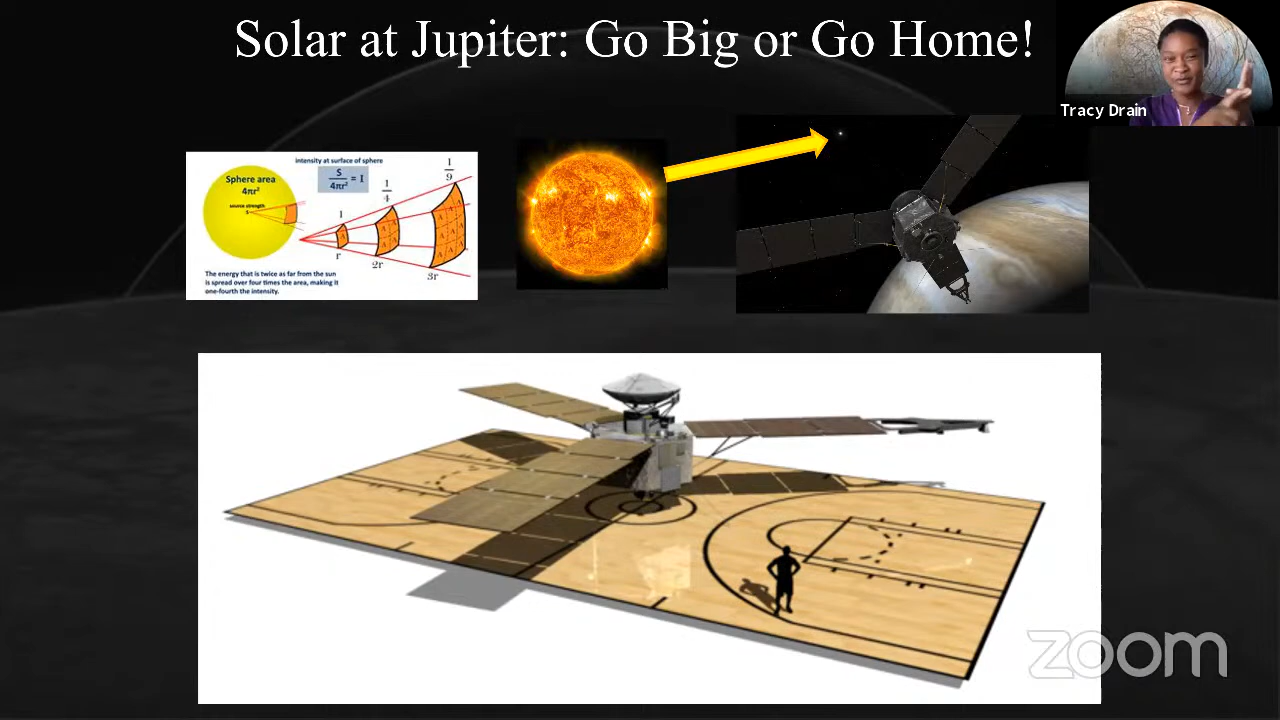 Solar at Jupiter: Go Big or Go Home!
Tracy Drain
intensity at surface of sphere
S
4πr²
= I
Sphere area
4πr²
source strength
S
1
1
4
1
9
A
A
A
r
2r
3r
The energy that is twice as far from the sun
is spread over four times the area, making it
one-fourth the intensity.
zoom